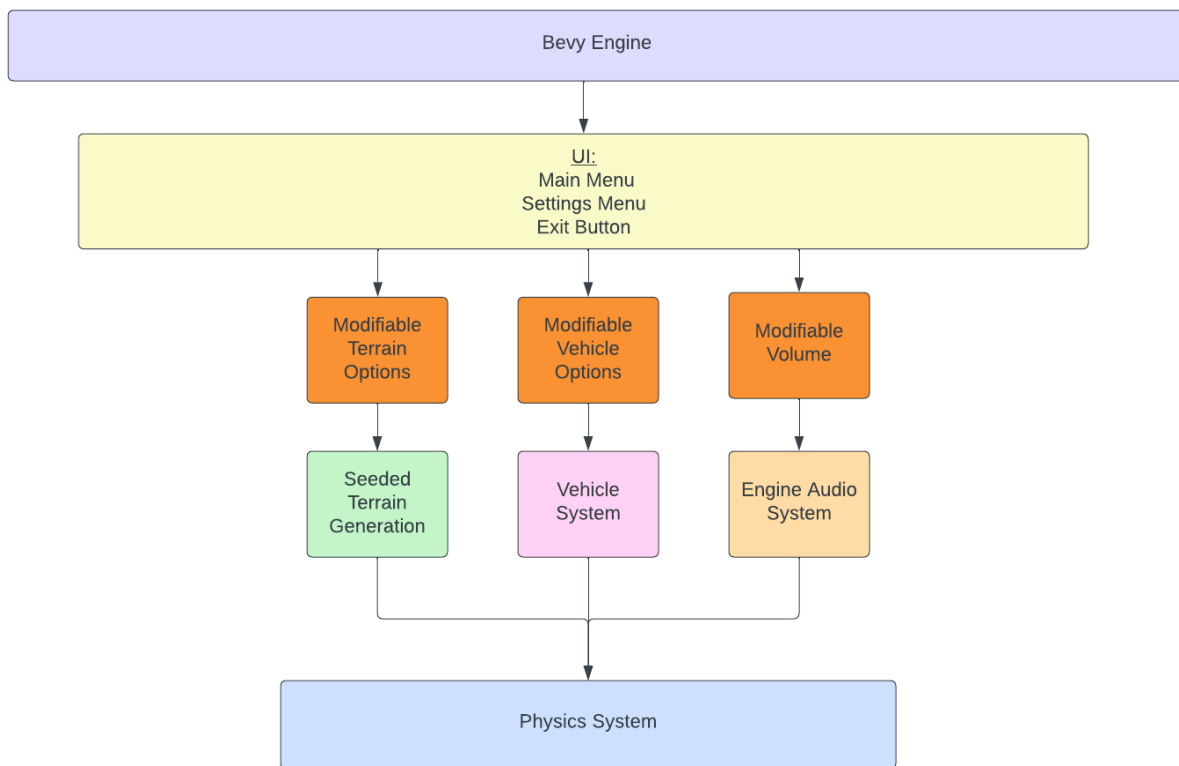 Bevy Engine
UI:
Main Menu
Settings Menu
Exit Button
Modifiable
Terrain
Options
Modifiable
Vehicle
Options
Modifiable
Volume
Seeded
Terrain
Generation
Vehicle
System
Engine Audio
System
Physics System